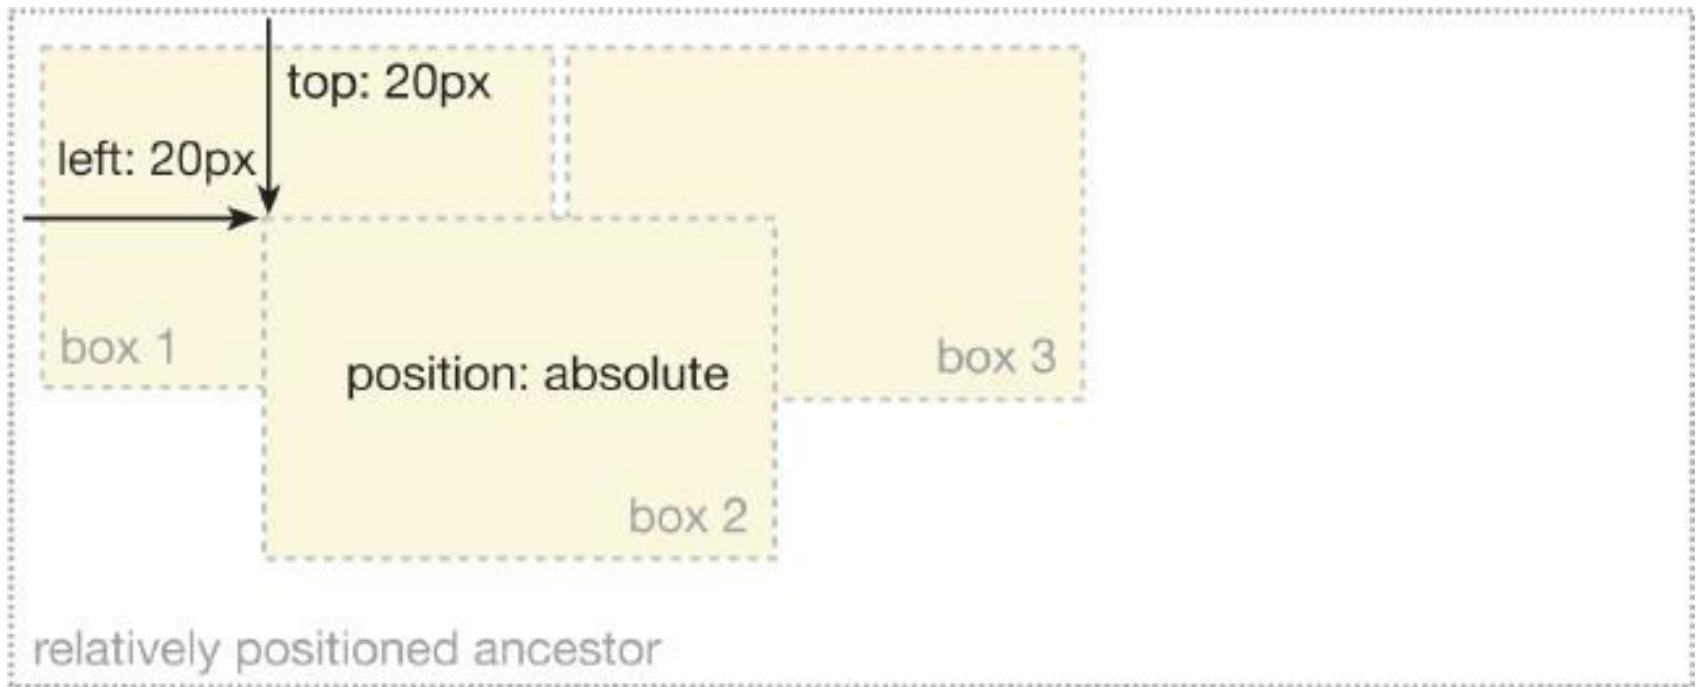 top: 20px
left: 20px
box 1
box 3
position: absolute
box 2
relatively positioned ancestor